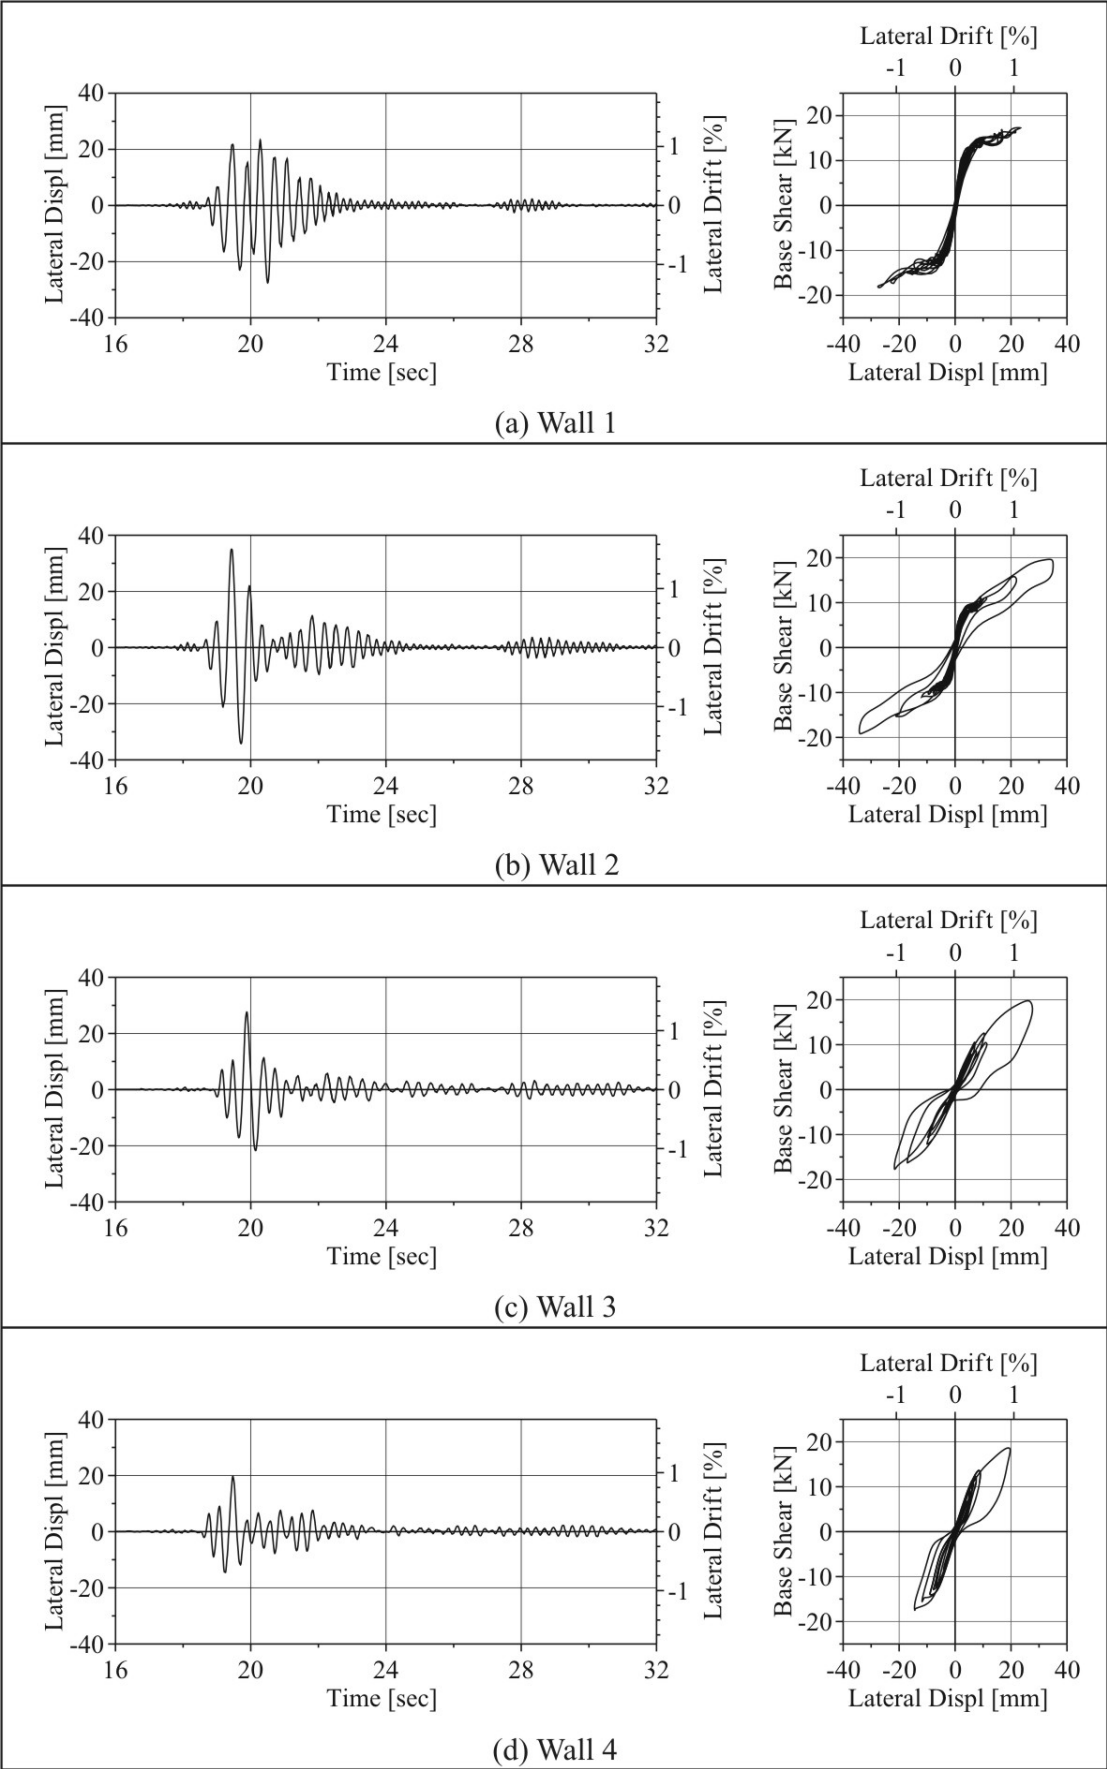 Lateral Drift [%]
-1 0 1
40
20
0
-20
-40
Lateral Displ [mm]
1
0
-1
Lateral Drift [%]
16 20 24 28 32
Time [sec]
20
10
0
-10
-20
Base Shear [kN]
-40 -20 0 20 40
Lateral Displ [mm]
(a) Wall 1
Lateral Drift [%]
-1 0 1
40
20
0
-20
-40
Lateral Displ [mm]
1
0
-1
Lateral Drift [%]
16 20 24 28 32
Time [sec]
20
10
0
-10
-20
Base Shear [kN]
-40 -20 0 20 40
Lateral Displ [mm]
(b) Wall 2
Lateral Drift [%]
-1 0 1
40
20
0
-20
-40
Lateral Displ [mm]
1
0
-1
Lateral Drift [%]
16 20 24 28 32
Time [sec]
20
10
0
-10
-20
Base Shear [kN]
-40 -20 0 20 40
Lateral Displ [mm]
(c) Wall 3
Lateral Drift [%]
-1 0 1
40
20
0
-20
-40
Lateral Displ [mm]
1
0
-1
Lateral Drift [%]
16 20 24 28 32
Time [sec]
20
10
0
-10
-20
Base Shear [kN]
-40 -20 0 20 40
Lateral Displ [mm]
(d) Wall 4